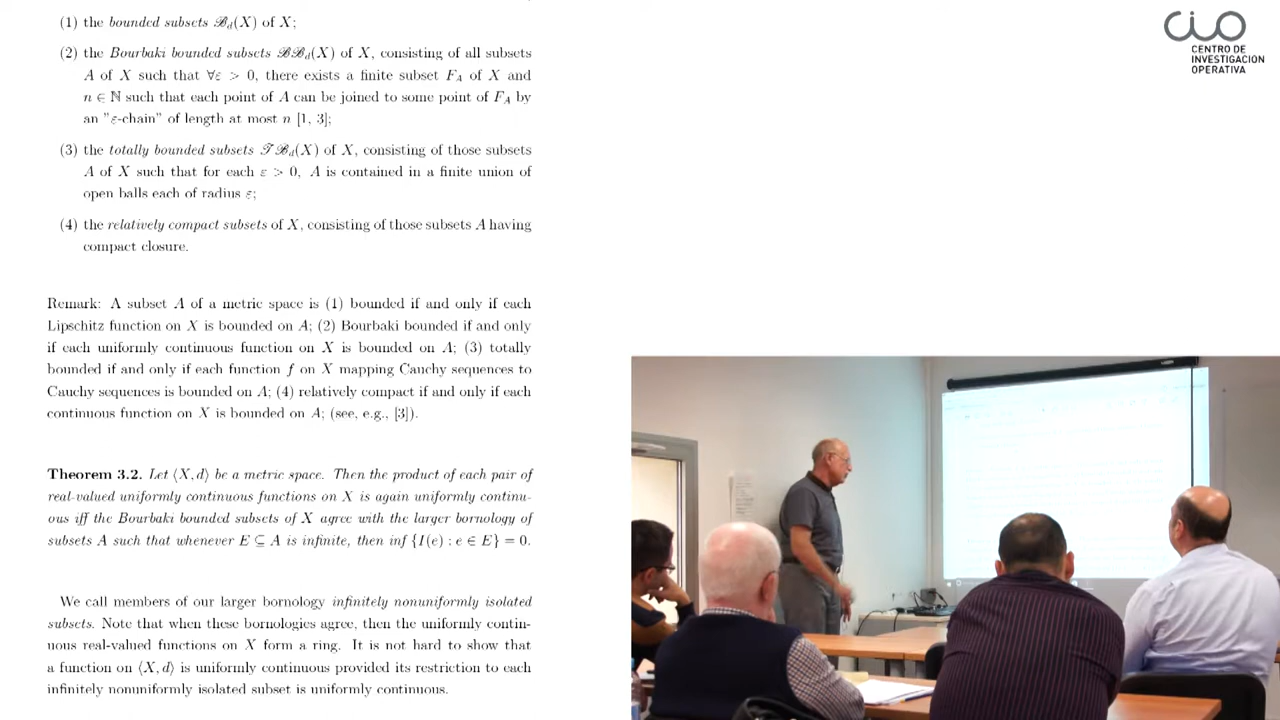 (1) the bounded subsets ℬ_d(X) of X;
(2) the Bourbaki bounded subsets ℬℬ_d(X) of X, consisting of all subsets
A of X such that ∀ε > 0, there exists a finite subset F_A of X and
n ∈ ℕ such that each point of A can be joined to some point of F_A by
an "ε-chain" of length at most n [1, 3];
(3) the totally bounded subsets 𝒯ℬ_d(X) of X, consisting of those subsets
A of X such that for each ε > 0, A is contained in a finite union of
open balls each of radius ε;
(4) the relatively compact subsets of X, consisting of those subsets A having
compact closure.
Remark: A subset A of a metric space is (1) bounded if and only if each
Lipschitz function on X is bounded on A; (2) Bourbaki bounded if and only
if each uniformly continuous function on X is bounded on A; (3) totally
bounded if and only if each function f on X mapping Cauchy sequences to
Cauchy sequences is bounded on A; (4) relatively compact if and only if each
continuous function on X is bounded on A; (see, e.g., [3]).
Theorem 3.2. Let ⟨X, d⟩ be a metric space. Then the product of each pair of
real-valued uniformly continuous functions on X is again uniformly continu-
ous iff the Bourbaki bounded subsets of X agree with the larger bornology of
subsets A such that whenever E ⊆ A is infinite, then inf {I(e) : e ∈ E} = 0.
We call members of our larger bornology infinitely nonuniformly isolated
subsets. Note that when these bornologies agree, then the uniformly contin-
uous real-valued functions on X form a ring. It is not hard to show that
a function on ⟨X, d⟩ is uniformly continuous provided its restriction to each
infinitely nonuniformly isolated subset is uniformly continuous.
CIO
CENTRO DE
INVESTIGACION
OPERATIVA